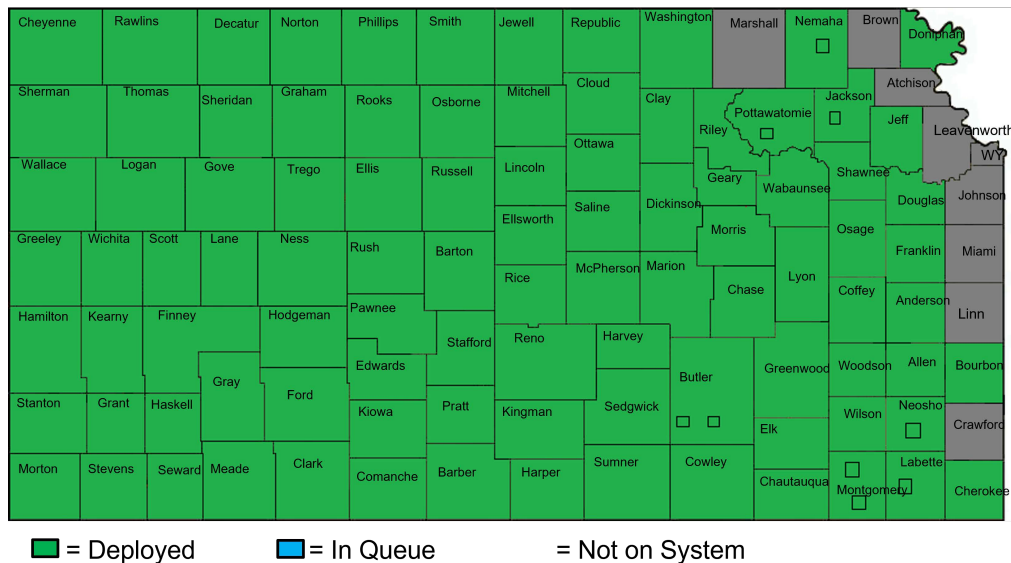 Cheyenne Rawlins Decatur Norton Phillips Smith Jewell Republic Washington Marshall Nemaha Brown Doniphan
Sherman Thomas Sheridan Graham Rooks Osborne Mitchell Cloud Clay Riley Pottawatomie Jackson Atchison
Jeff Leavenworth
Ottawa
WY
Wallace Logan Gove Trego Ellis Russell Lincoln Geary Wabaunsee Shawnee
Saline Dickinson Douglas Johnson
Ellsworth Morris Osage
Greeley Wichita Scott Lane Ness Rush Barton Franklin Miami
Rice McPherson Marion Chase Lyon Coffey Anderson
Hamilton Kearny Finney Hodgeman Pawnee Linn
Stafford Reno Harvey
Edwards Greenwood Woodson Allen Bourbon
Gray Ford Butler
Stanton Grant Haskell Kiowa Pratt Kingman Sedgwick Wilson Neosho
Elk Crawford
Morton Stevens Seward Meade Clark Comanche Barber Harper Sumner Cowley Labette
Chautauqua Montgomery Cherokee
= Deployed = In Queue = Not on System